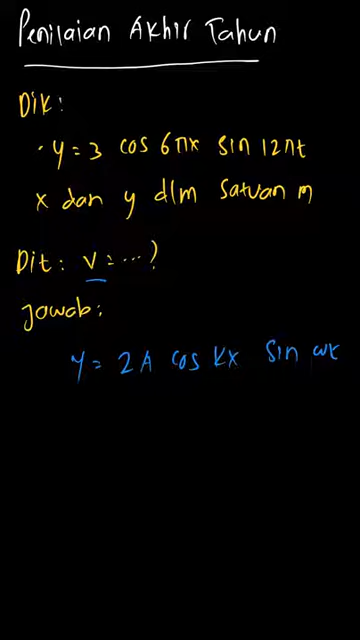 Penilaian Akhir Tahun
Dik:
• y = 3 cos 6πx sin 12πt
x dan y dlm satuan m
Dit: v = ... ?
Jawab:
y = 2A cos kx sin ωt